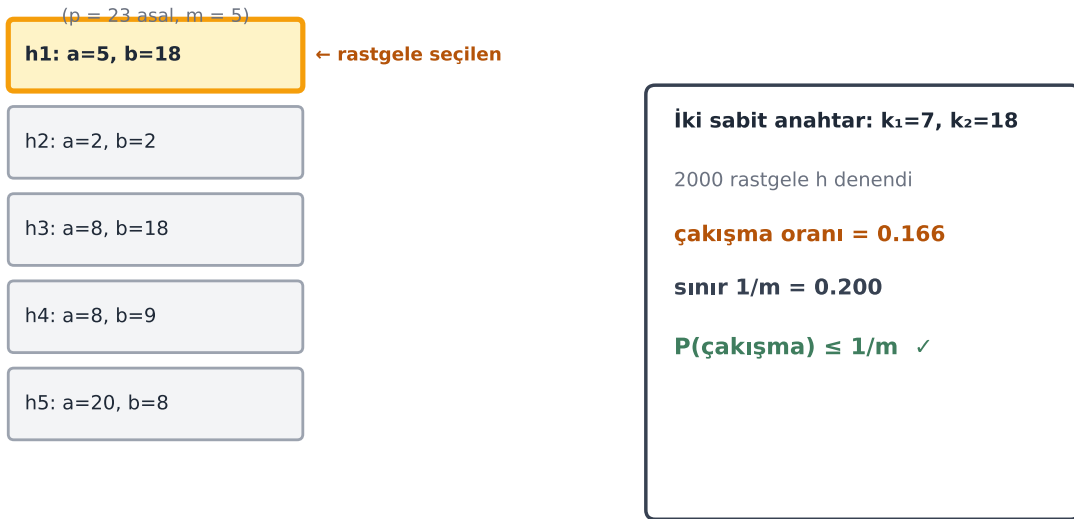 (p = 23 asal, m = 5)
h1: a=5, b=18
← rastgele seçilen
h2: a=2, b=2
h3: a=8, b=18
h4: a=8, b=9
h5: a=20, b=8
İki sabit anahtar: k₁=7, k₂=18
2000 rastgele h denendi
çakışma oranı = 0.166
sınır 1/m = 0.200
P(çakışma) ≤ 1/m ✓